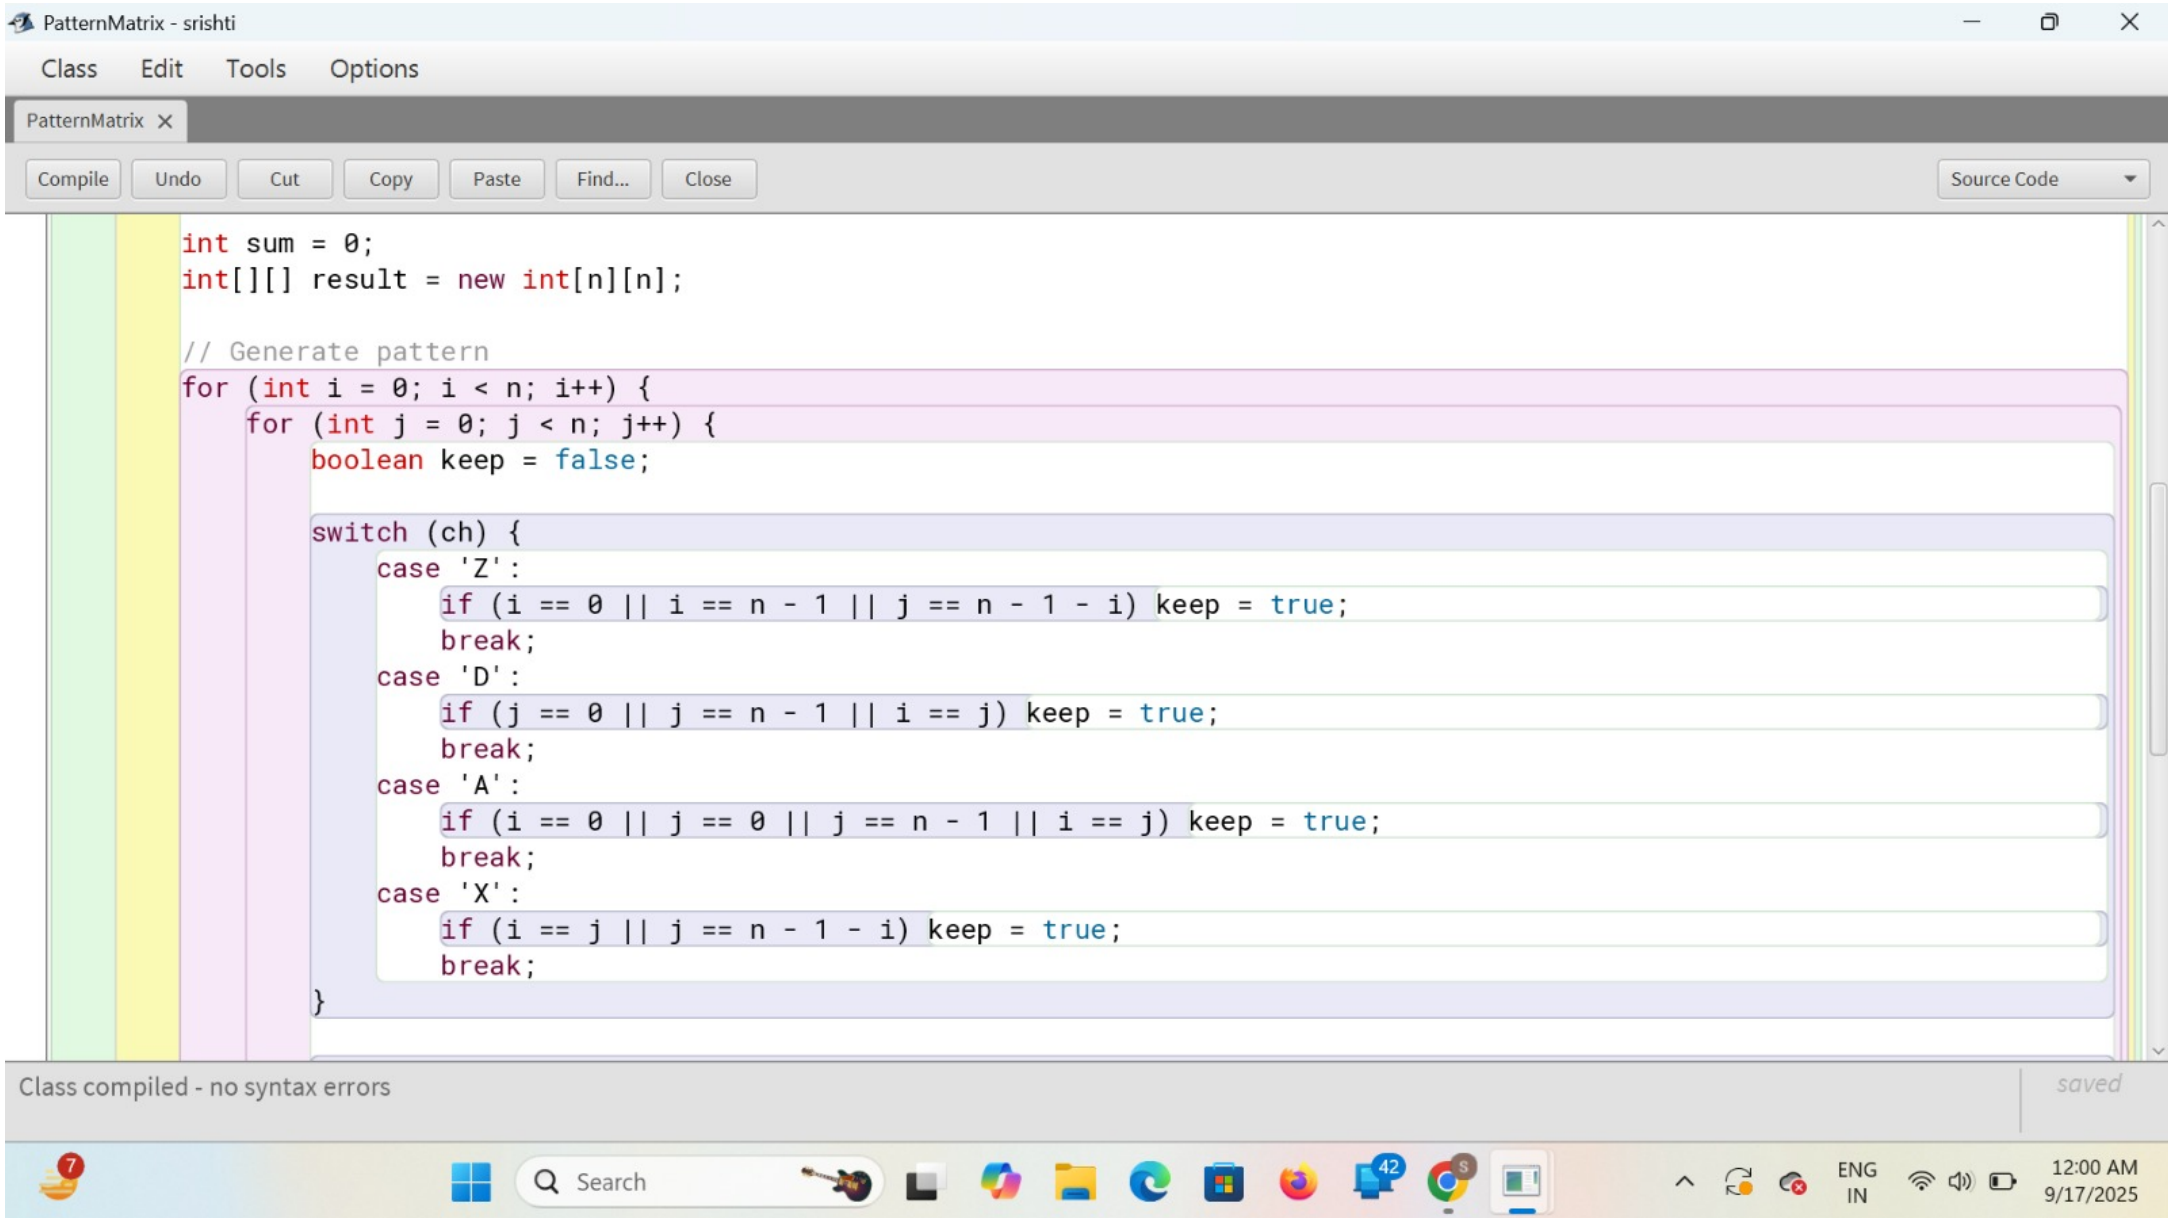 PatternMatrix - srishti
Class Edit Tools Options
PatternMatrix
Compile Undo Cut Copy Paste Find... Close Source Code
int sum = 0;
int[][] result = new int[n][n];
// Generate pattern
for (int i = 0; i < n; i++) {
for (int j = 0; j < n; j++) {
boolean keep = false;
switch (ch) {
case 'Z':
if (i == 0 || i == n - 1 || j == n - 1 - i) keep = true;
break;
case 'D':
if (j == 0 || j == n - 1 || i == j) keep = true;
break;
case 'A':
if (i == 0 || j == 0 || j == n - 1 || i == j) keep = true;
break;
case 'X':
if (i == j || j == n - 1 - i) keep = true;
break;
}
Class compiled - no syntax errors saved
7 Search 42 S ENG 12:00 AM
IN 9/17/2025